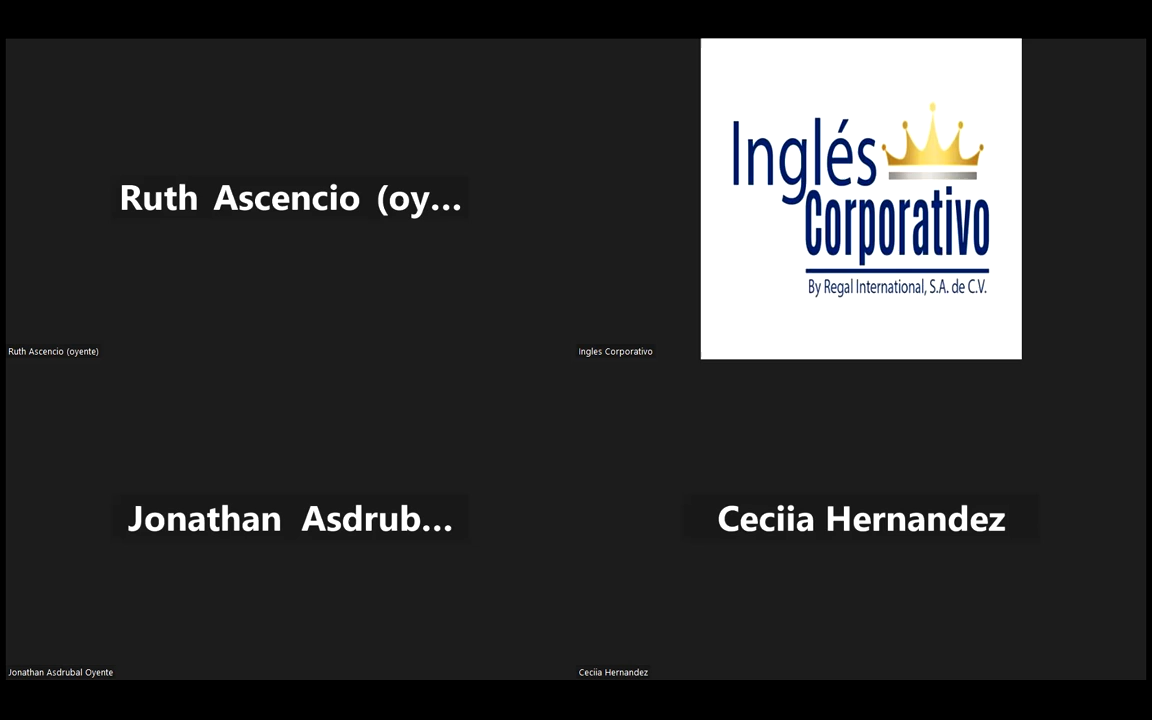 Ruth Ascencio (oy...
Ruth Ascencio (oyente)
Inglés
Corporativo
By Regal International, S.A. de C.V.
Ingles Corporativo
Jonathan Asdrub...
Jonathan Asdrubal Oyente
Ceciia Hernandez
Ceciia Hernandez